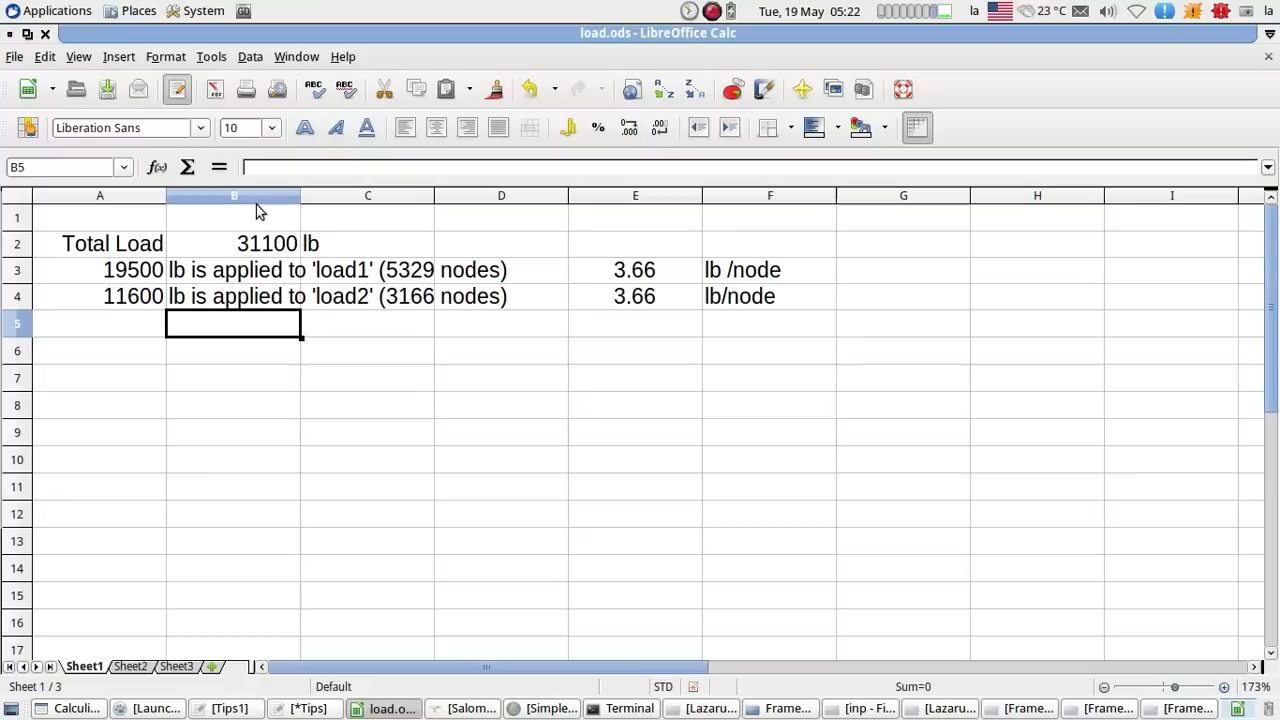 Applications Places System Tue, 19 May 05:22 la 23 °C la
load.ods - LibreOffice Calc
File Edit View Insert Format Tools Data Window Help
Liberation Sans 10
B5
A B C D E F G H I
1
2 Total Load 31100 lb
3 19500 lb is applied to 'load1' (5329 nodes) 3.66 lb /node
4 11600 lb is applied to 'load2' (3166 nodes) 3.66 lb/node
5
6
7
8
9
10
11
12
13
14
15
16
17
Sheet1 Sheet2 Sheet3
Sheet 1 / 3 Default STD Sum=0 173%
Calculi... [Launc... [Tips1] [*Tips] load.o... [Salom... [Simple... Terminal [Lazaru... Frame... [inp - Fi... [Lazaru... [Frame... [Frame... [Frame...